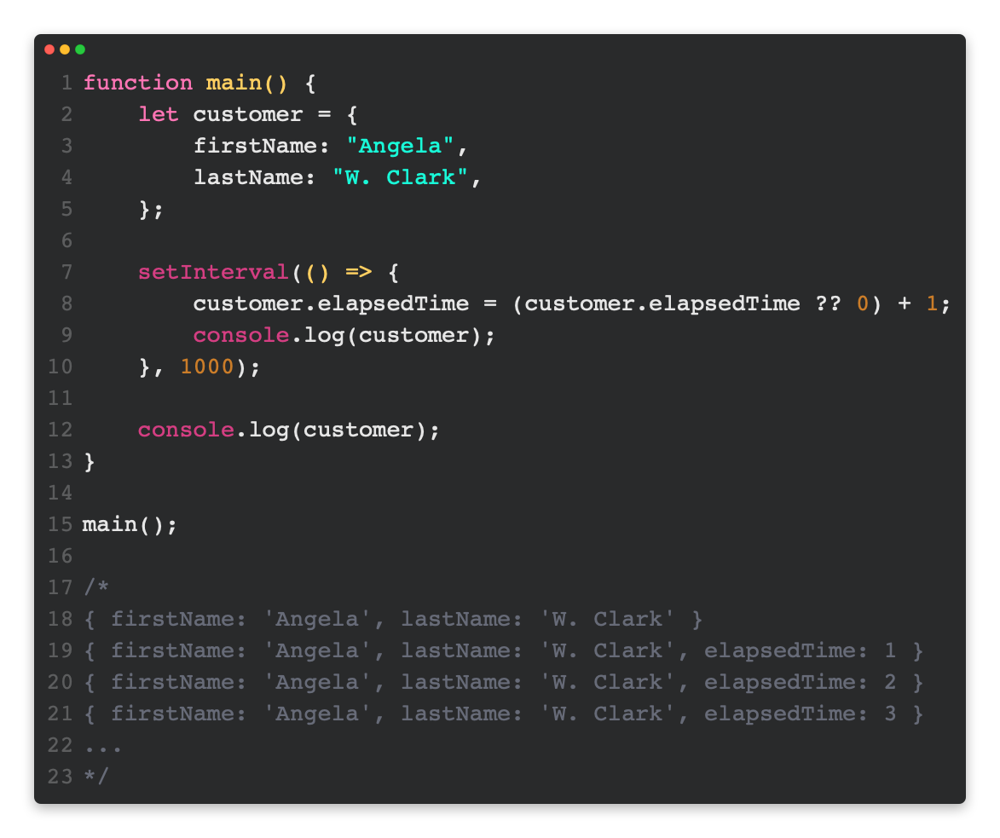 1 function main() {
2     let customer = {
3         firstName: "Angela",
4         lastName: "W. Clark",
5     };
6
7     setInterval(() => {
8         customer.elapsedTime = (customer.elapsedTime ?? 0) + 1;
9         console.log(customer);
10     }, 1000);
11
12     console.log(customer);
13 }
14
15 main();
16
17 /*
18 { firstName: 'Angela', lastName: 'W. Clark' }
19 { firstName: 'Angela', lastName: 'W. Clark', elapsedTime: 1 }
20 { firstName: 'Angela', lastName: 'W. Clark', elapsedTime: 2 }
21 { firstName: 'Angela', lastName: 'W. Clark', elapsedTime: 3 }
22 ...
23 */